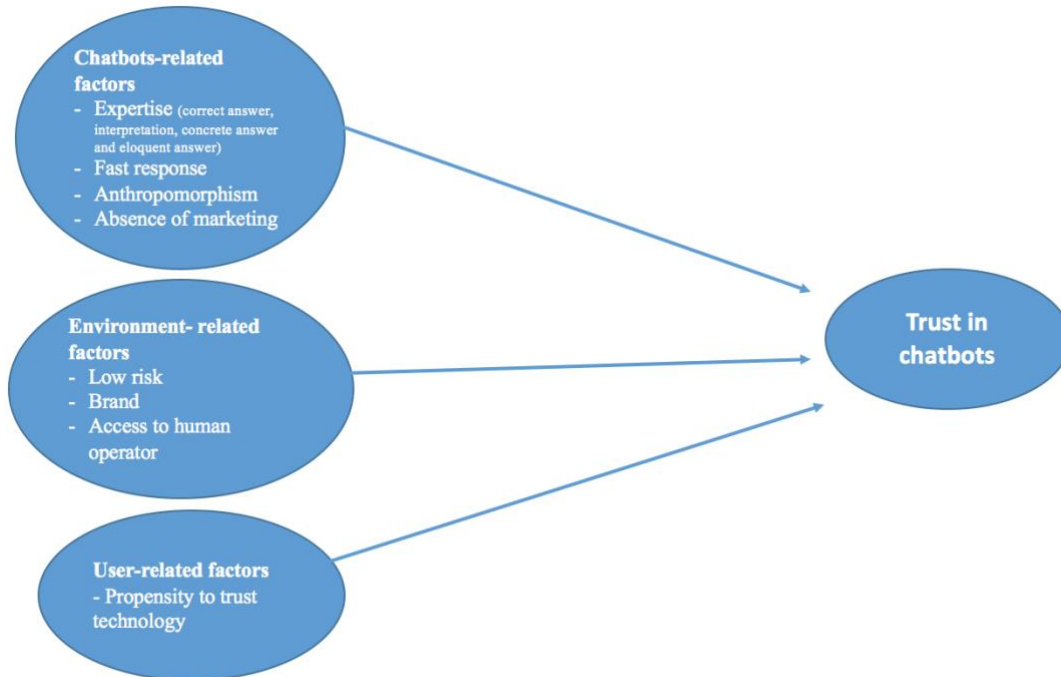 Chatbots-related
factors
- Expertise (correct answer,
interpretation, concrete answer
and eloquent answer)
- Fast response
- Anthropomorphism
- Absence of marketing
Environment- related
factors
- Low risk
- Brand
- Access to human
operator
User-related factors
- Propensity to trust
technology
Trust in
chatbots